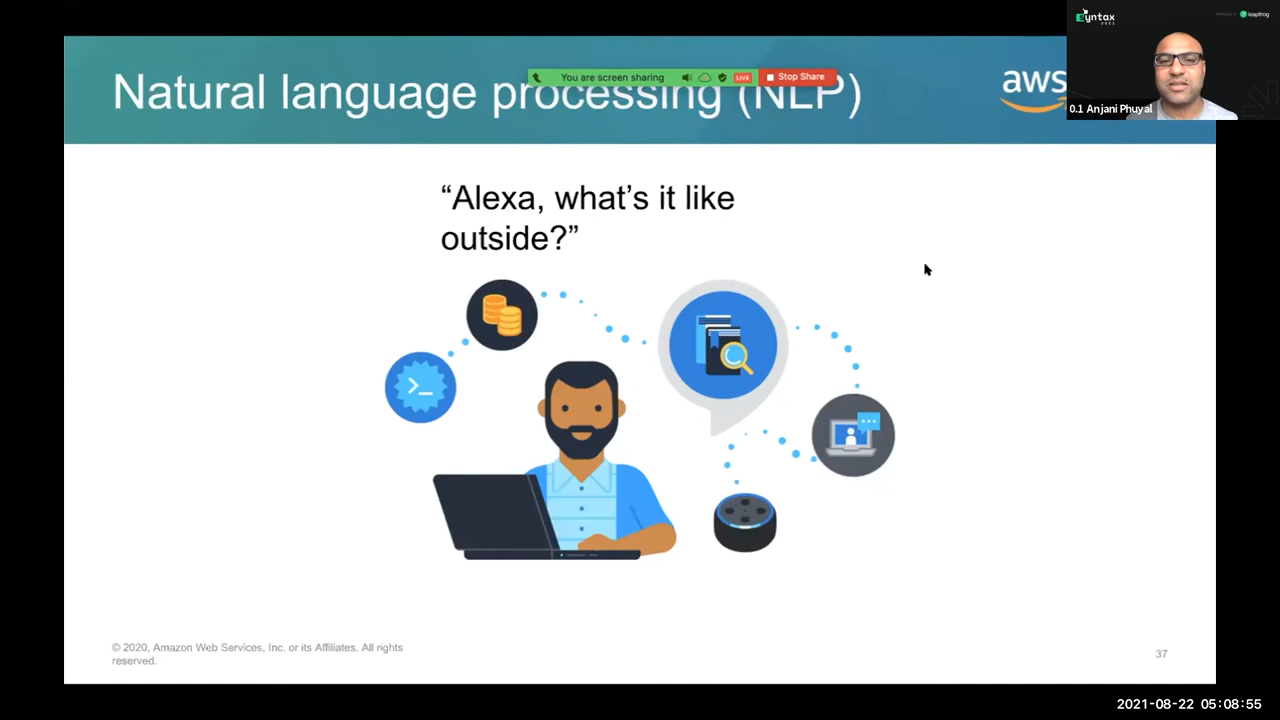 Syntax
2021
leapfrog
You are screen sharing
LIVE
Stop Share
Natural language processing (NLP)
aws
0.1 Anjani Phuyal
“Alexa, what’s it like
outside?”
© 2020, Amazon Web Services, Inc. or its Affiliates. All rights
reserved.
37
2021-08-22 05:08:55